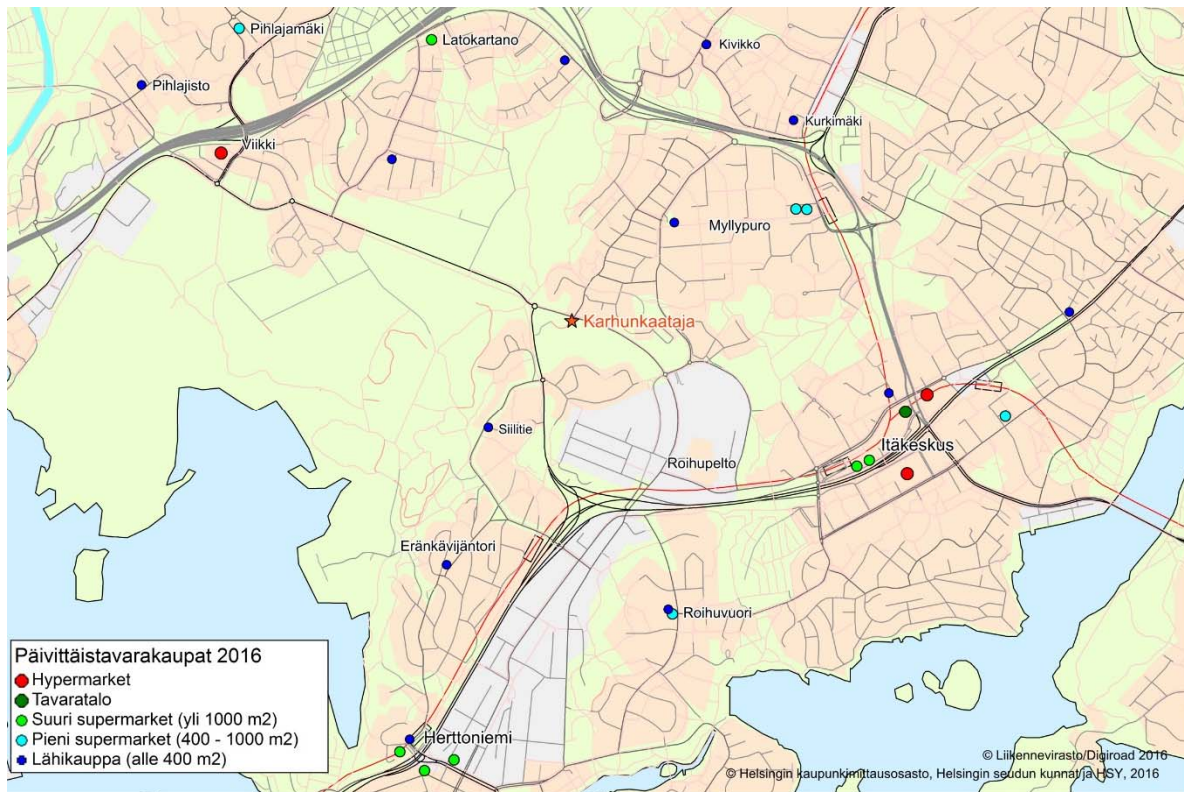 Pihlajamäki
Latokartano
Kivikko
Pihlajisto
Kurkimäki
Viikki
Myllypuro
Karhunkaataja
Siilitie
Itäkeskus
Roihupelto
Eränkävijäntori
Roihuvuori
Herttoniemi
Päivittäistavarakaupat 2016
Hypermarket
Tavaratalo
Suuri supermarket (yli 1000 m2)
Pieni supermarket (400 - 1000 m2)
Lähikauppa (alle 400 m2)
© Liikennevirasto/Digiroad 2016
© Helsingin kaupunkimittausosasto, Helsingin seudun kunnat ja HSY, 2016